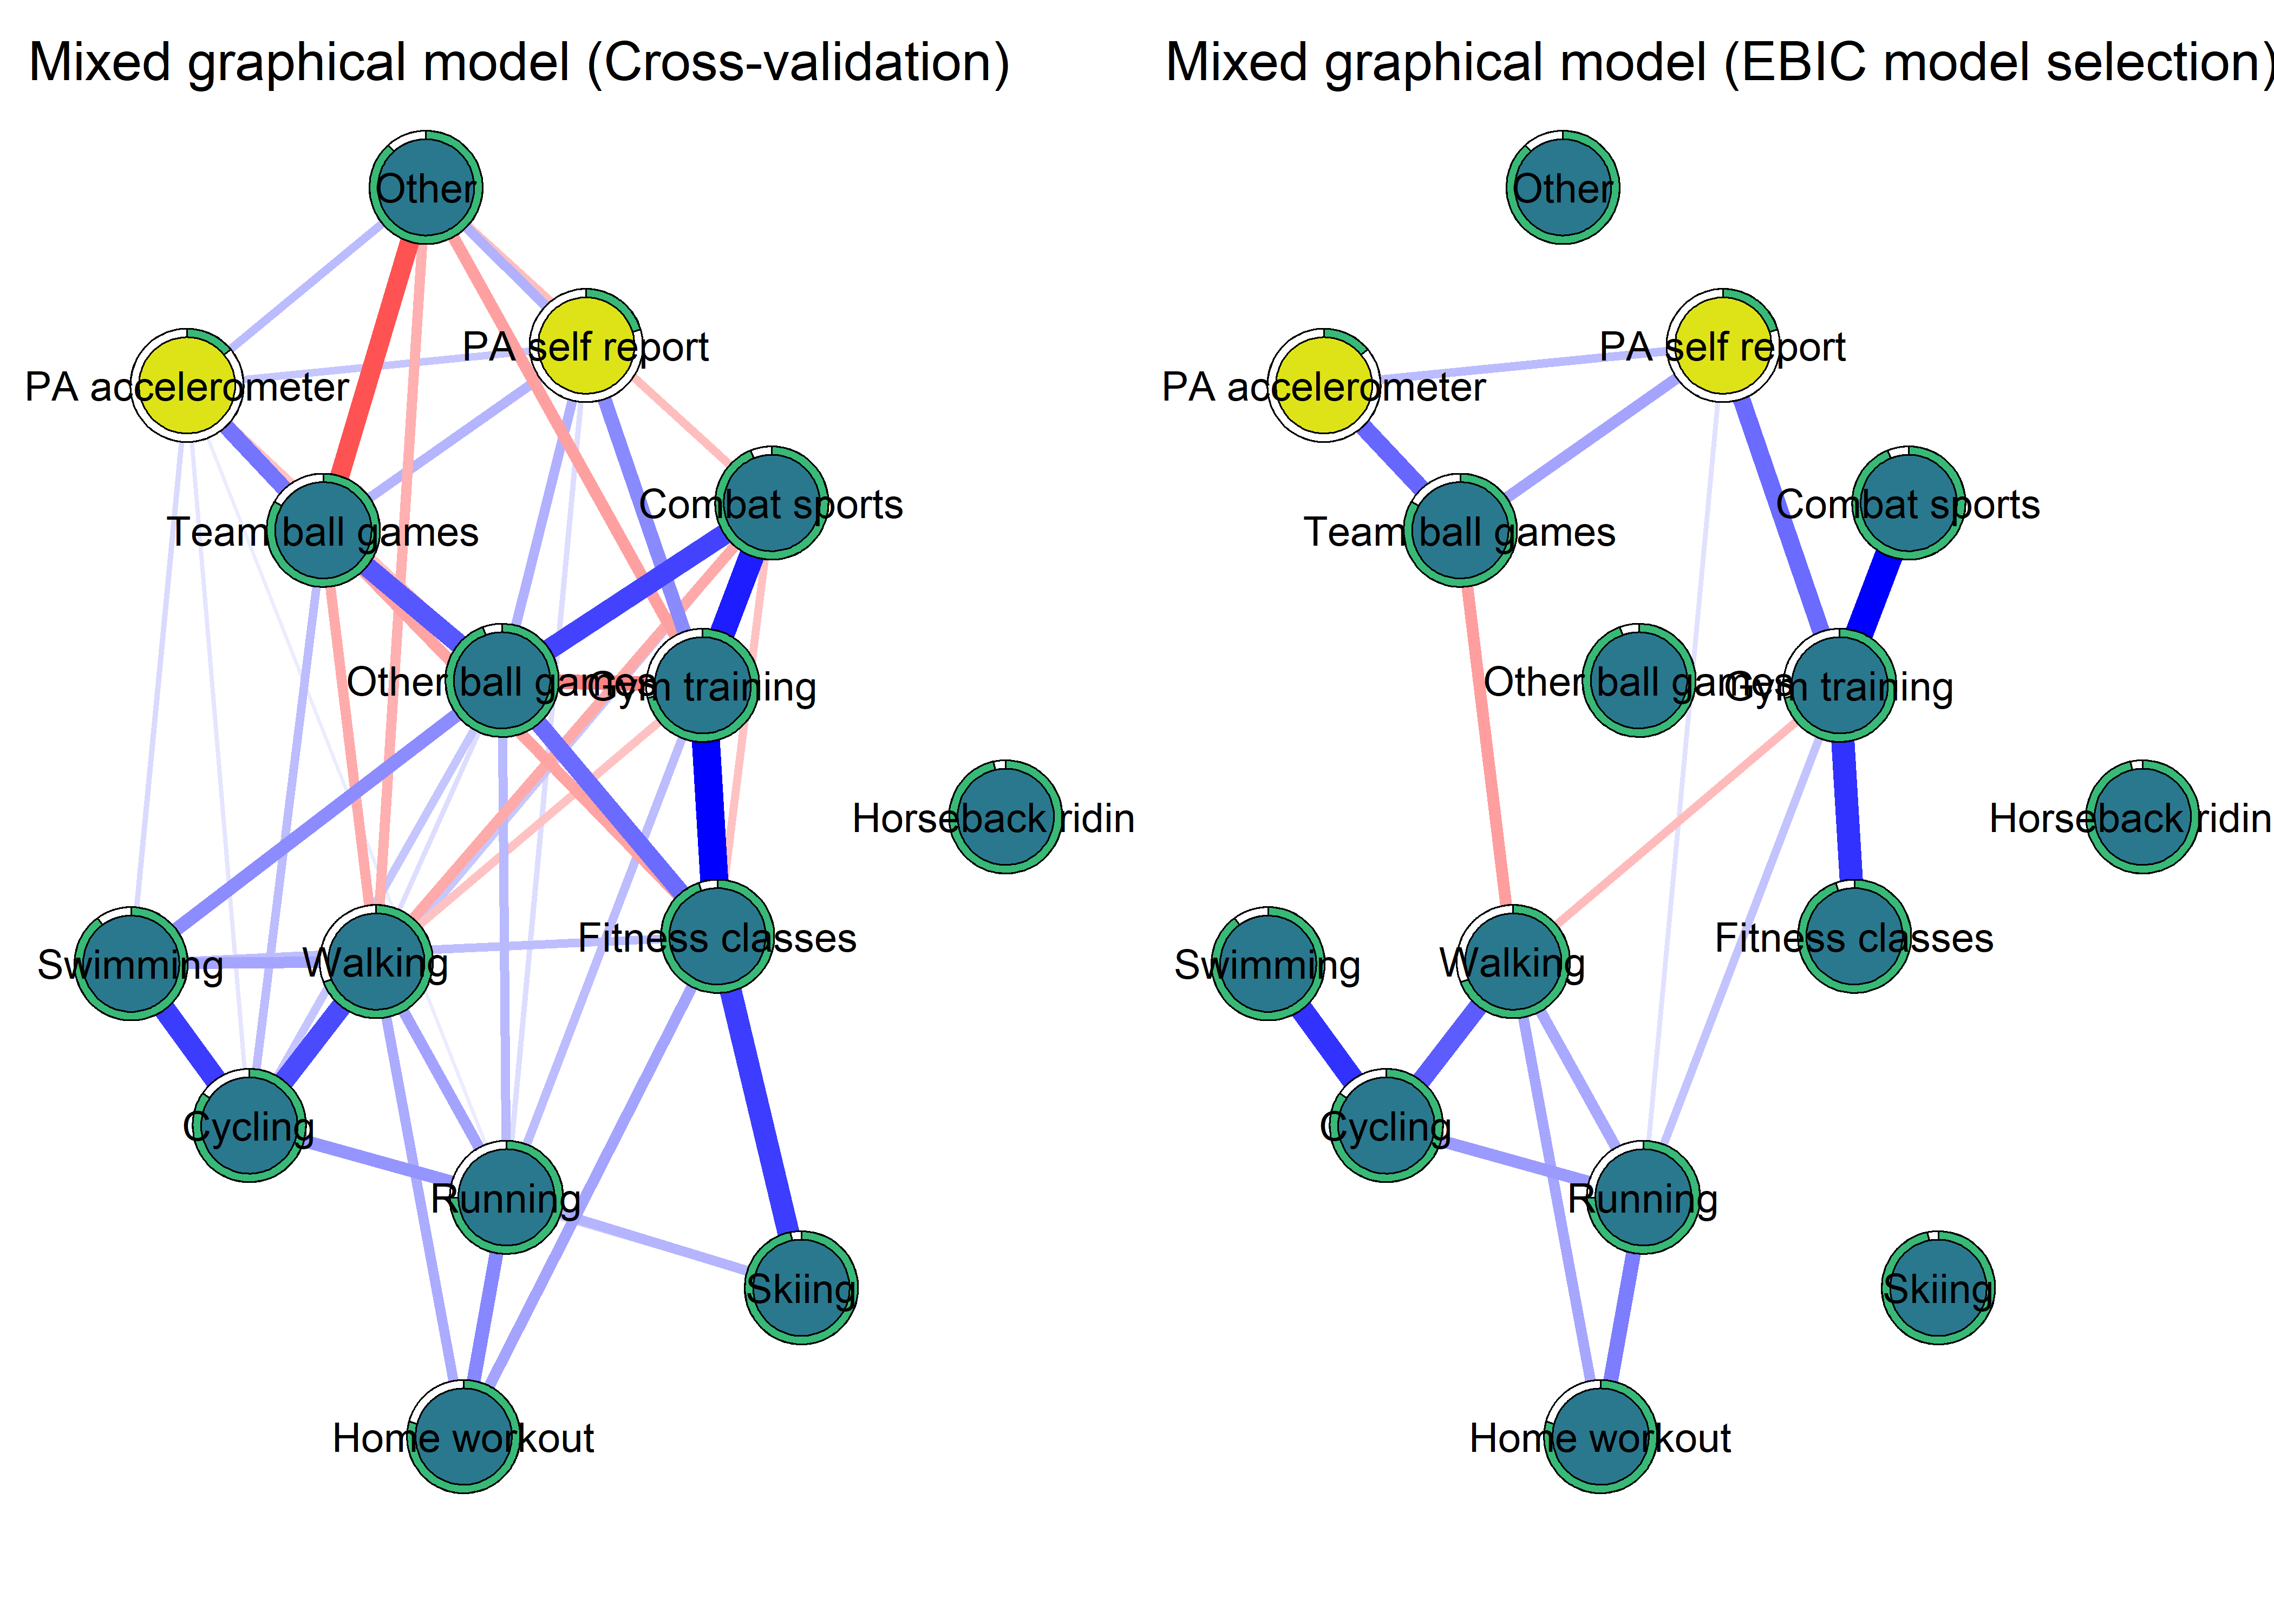 Mixed graphical model (Cross-validation)
Other
PA self report
PA accelerometer
Combat sports
Team ball games
Other ball games
Gym training
Horseback ridin
Fitness classes
Swimming
Walking
Cycling
Running
Skiing
Home workout
Mixed graphical model (EBIC model selection)
Other
PA self report
PA accelerometer
Combat sports
Team ball games
Other ball games
Gym training
Horseback ridin
Fitness classes
Swimming
Walking
Cycling
Running
Skiing
Home workout